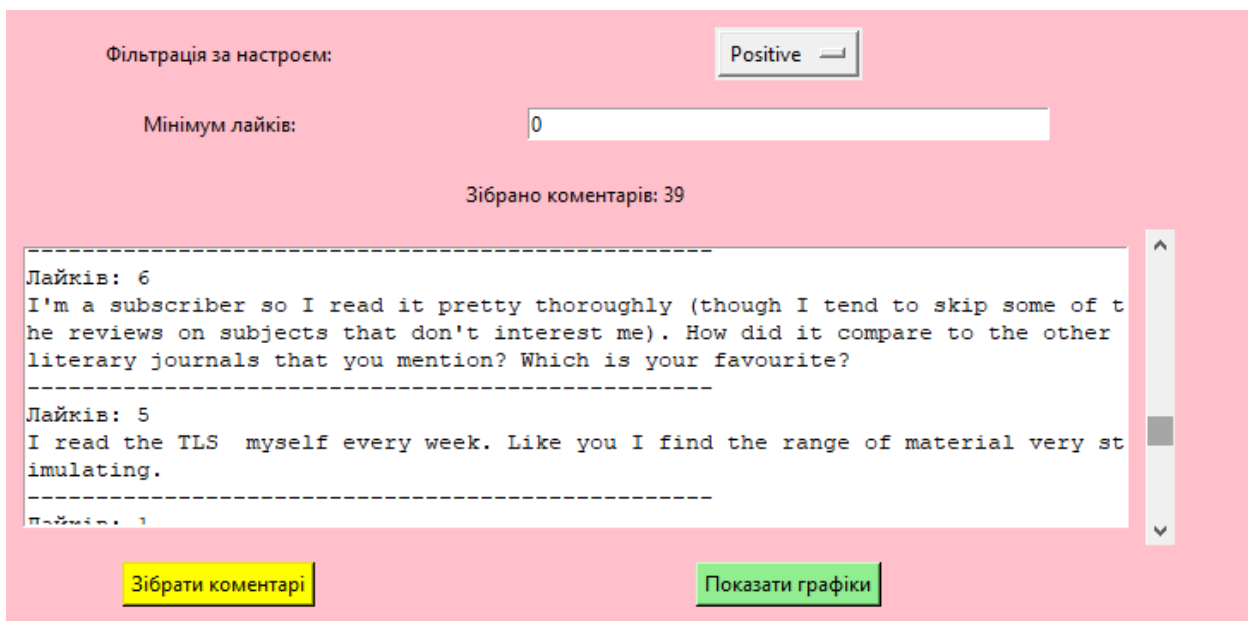 Фільтрація за настроєм: Positive
Мінімум лайків: 0
Зібрано коментарів: 39
--------------------------------------------------
Лайків: 6
I'm a subscriber so I read it pretty thoroughly (though I tend to skip some of t
he reviews on subjects that don't interest me). How did it compare to the other
literary journals that you mention? Which is your favourite?
--------------------------------------------------
Лайків: 5
I read the TLS  myself every week. Like you I find the range of material very st
imulating.
--------------------------------------------------
Лайків: 1
Зібрати коментарі Показати графіки